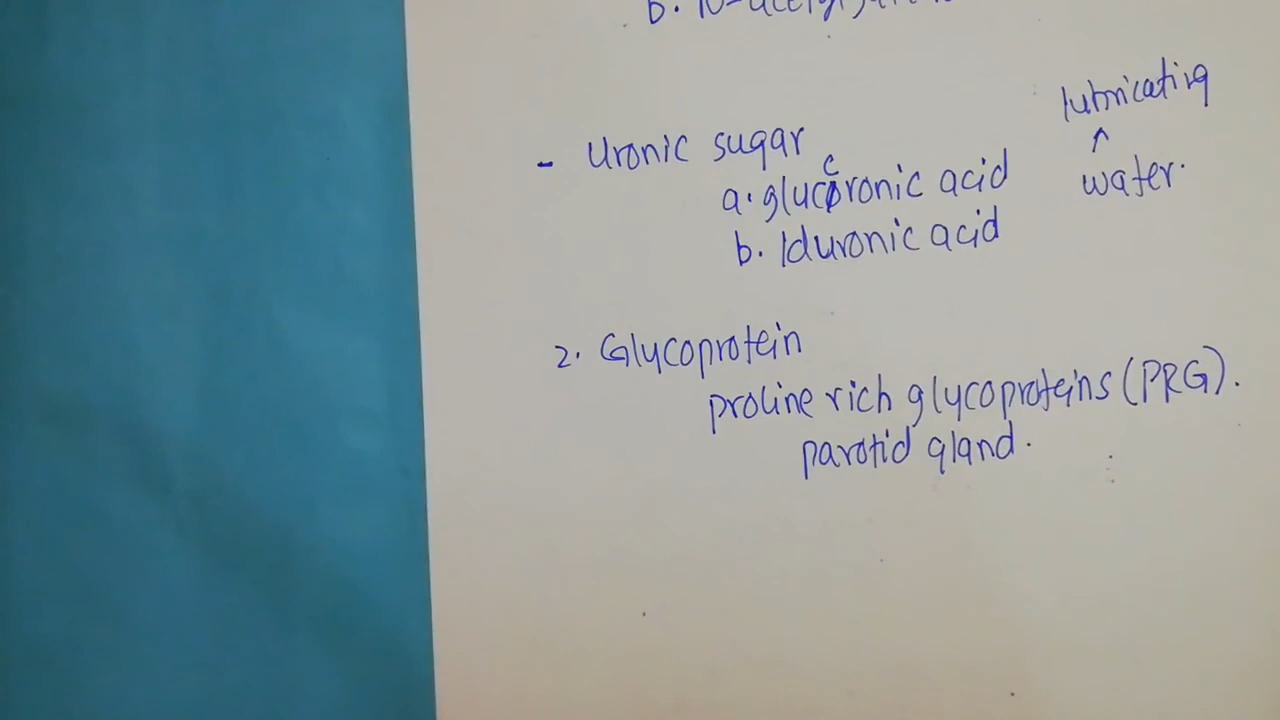 b.
lubricating
- Uronic sugar
↑
c
a. glucoronic acid
water.
b. Iduronic acid
2. Glycoprotein
proline rich glycoproteins (PRG).
parotid gland.